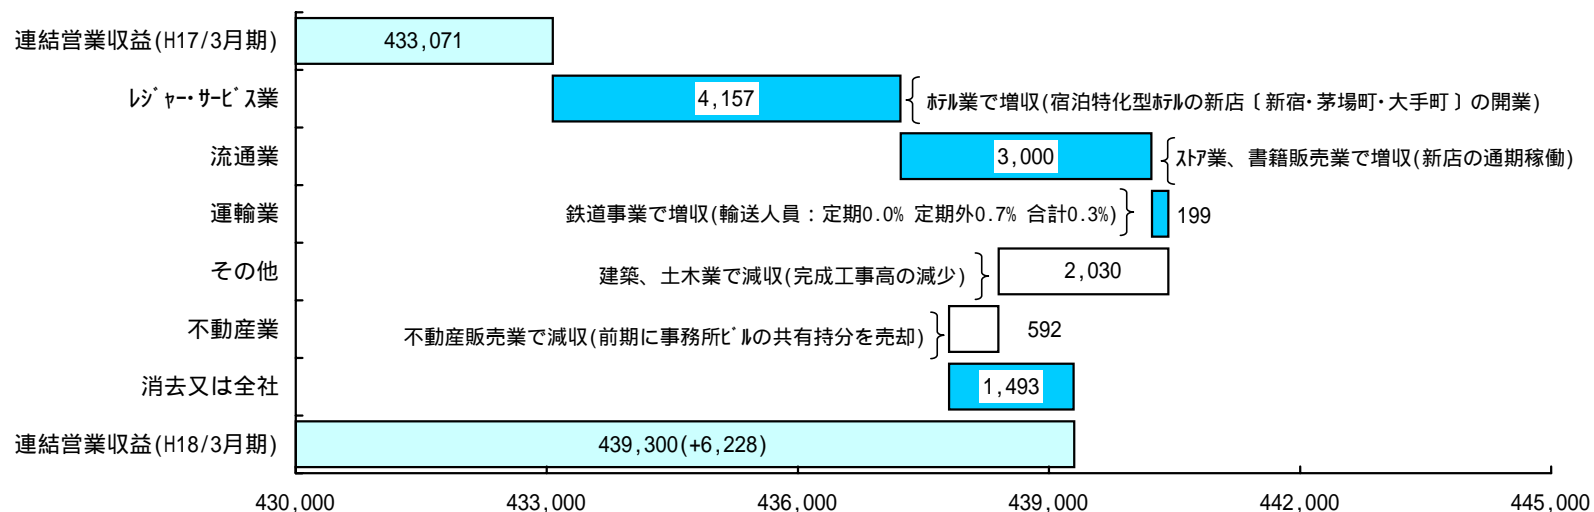 連結営業収益(H17/3月期) 433,071
ﾚｼﾞｬｰ・ｻｰﾋﾞｽ業 4,157 ﾎﾃﾙ業で増収(宿泊特化型ﾎﾃﾙの新店〔新宿・茅場町・大手町〕の開業)
流通業 3,000 ｽﾄｱ業、書籍販売業で増収(新店の通期稼働)
運輸業 鉄道事業で増収(輸送人員：定期0.0% 定期外0.7% 合計0.3%) 199
その他 建築、土木業で減収(完成工事高の減少) 2,030
不動産業 不動産販売業で減収(前期に事務所ﾋﾞﾙの共有持分を売却) 592
消去又は全社 1,493
連結営業収益(H18/3月期) 439,300(+6,228)
430,000 433,000 436,000 439,000 442,000 445,000